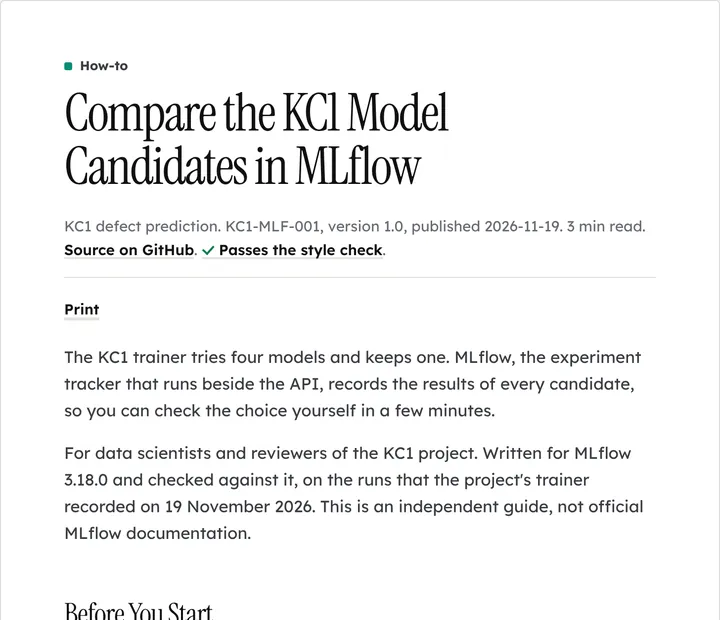 How-to
Compare the KC1 Model
Candidates in MLflow
KC1 defect prediction. KC1-MLF-001, version 1.0, published 2026-11-19. 3 min read.
Source on GitHub. ✓ Passes the style check.
Print
The KC1 trainer tries four models and keeps one. MLflow, the experiment
tracker that runs beside the API, records the results of every candidate,
so you can check the choice yourself in a few minutes.
For data scientists and reviewers of the KC1 project. Written for MLflow
3.18.0 and checked against it, on the runs that the project's trainer
recorded on 19 November 2026. This is an independent guide, not official
MLflow documentation.
Before You Start